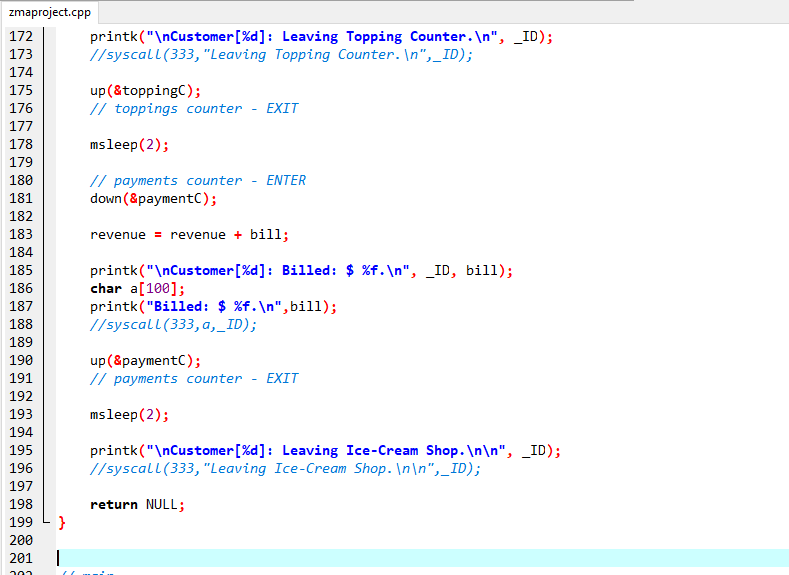 zmaproject.cpp
172 printk("\nCustomer[%d]: Leaving Topping Counter.\n", _ID);
173 //syscall(333,"Leaving Topping Counter.\n",_ID);
174
175 up(&toppingC);
176 // toppings counter - EXIT
177
178 msleep(2);
179
180 // payments counter - ENTER
181 down(&paymentC);
182
183 revenue = revenue + bill;
184
185 printk("\nCustomer[%d]: Billed: $ %f.\n", _ID, bill);
186 char a[100];
187 printk("Billed: $ %f.\n",bill);
188 //syscall(333,a,_ID);
189
190 up(&paymentC);
191 // payments counter - EXIT
192
193 msleep(2);
194
195 printk("\nCustomer[%d]: Leaving Ice-Cream Shop.\n\n", _ID);
196 //syscall(333,"Leaving Ice-Cream Shop.\n\n",_ID);
197
198 return NULL;
199 }
200
201